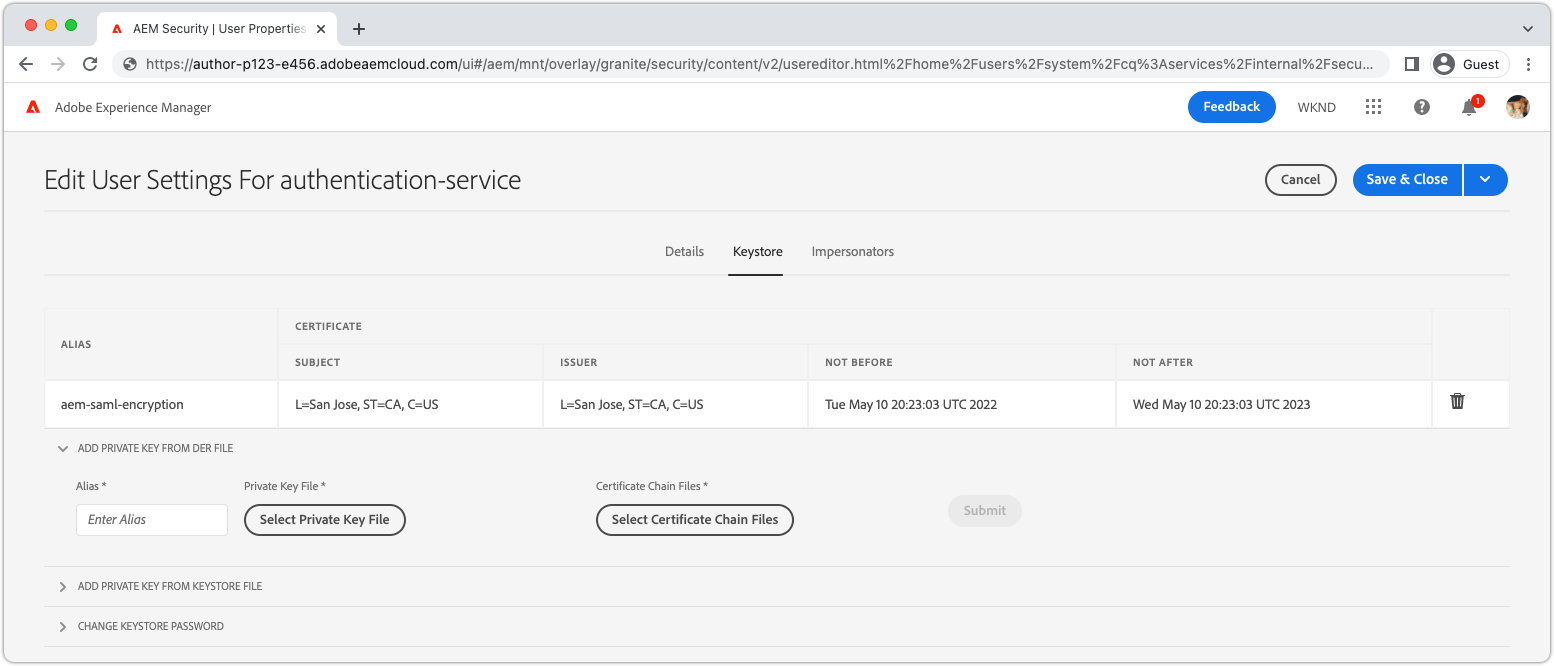 AEM Security | User Properties
https://author-p123-e456.adobeaemcloud.com/ui#/aem/mnt/overlay/granite/security/content/v2/usereditor.html%2Fhome%2Fusers%2Fsystem%2Fcq%3Aservices%2Finternal%2Fsecu... Guest
Adobe Experience Manager Feedback WKND 1
Edit User Settings For authentication-service Cancel Save & Close
Details Keystore Impersonators
ALIAS CERTIFICATE
SUBJECT ISSUER NOT BEFORE NOT AFTER
aem-saml-encryption L=San Jose, ST=CA, C=US L=San Jose, ST=CA, C=US Tue May 10 20:23:03 UTC 2022 Wed May 10 20:23:03 UTC 2023
ADD PRIVATE KEY FROM DER FILE
Alias * Private Key File * Certificate Chain Files *
Enter Alias Select Private Key File Select Certificate Chain Files Submit
ADD PRIVATE KEY FROM KEYSTORE FILE
CHANGE KEYSTORE PASSWORD